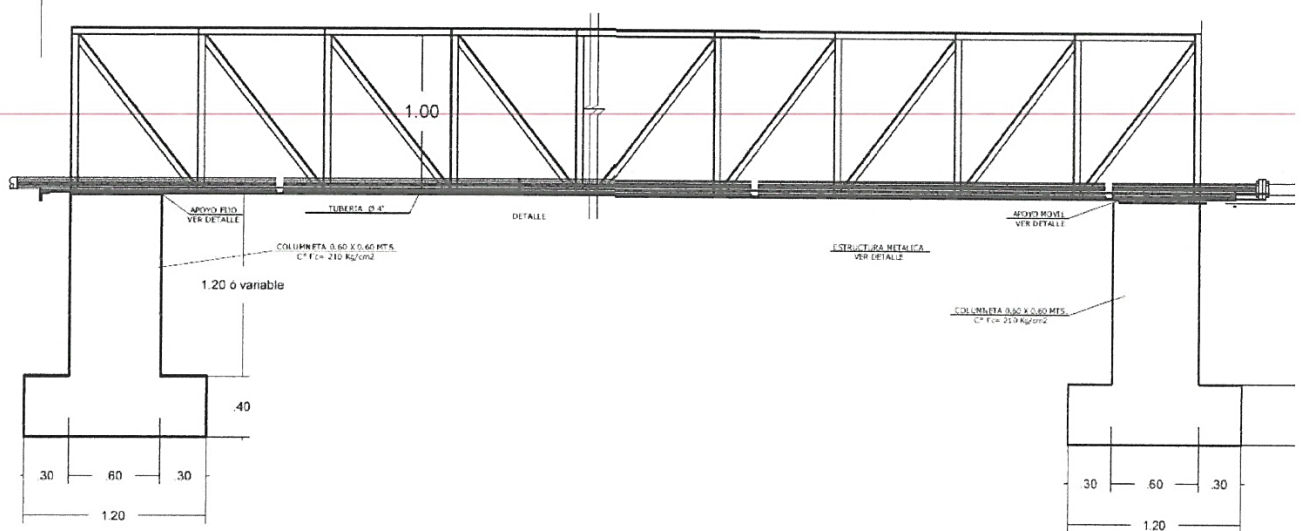 1.00
APOYO FIJO
VER DETALLE
TUBERIA Ø 4"
DETALLE
APOYO MOVIL
VER DETALLE
COLUMNETA 0.60 X 0.60 MTS.
C° F'c= 210 Kg/cm2
ESTRUCTURA METALICA
VER DETALLE
1.20 ó variable
COLUMNETA 0.60 X 0.60 MTS.
C° F'c= 210 Kg/cm2
.40
.30 .60 .30
1.20
.30 .60 .30
1.20